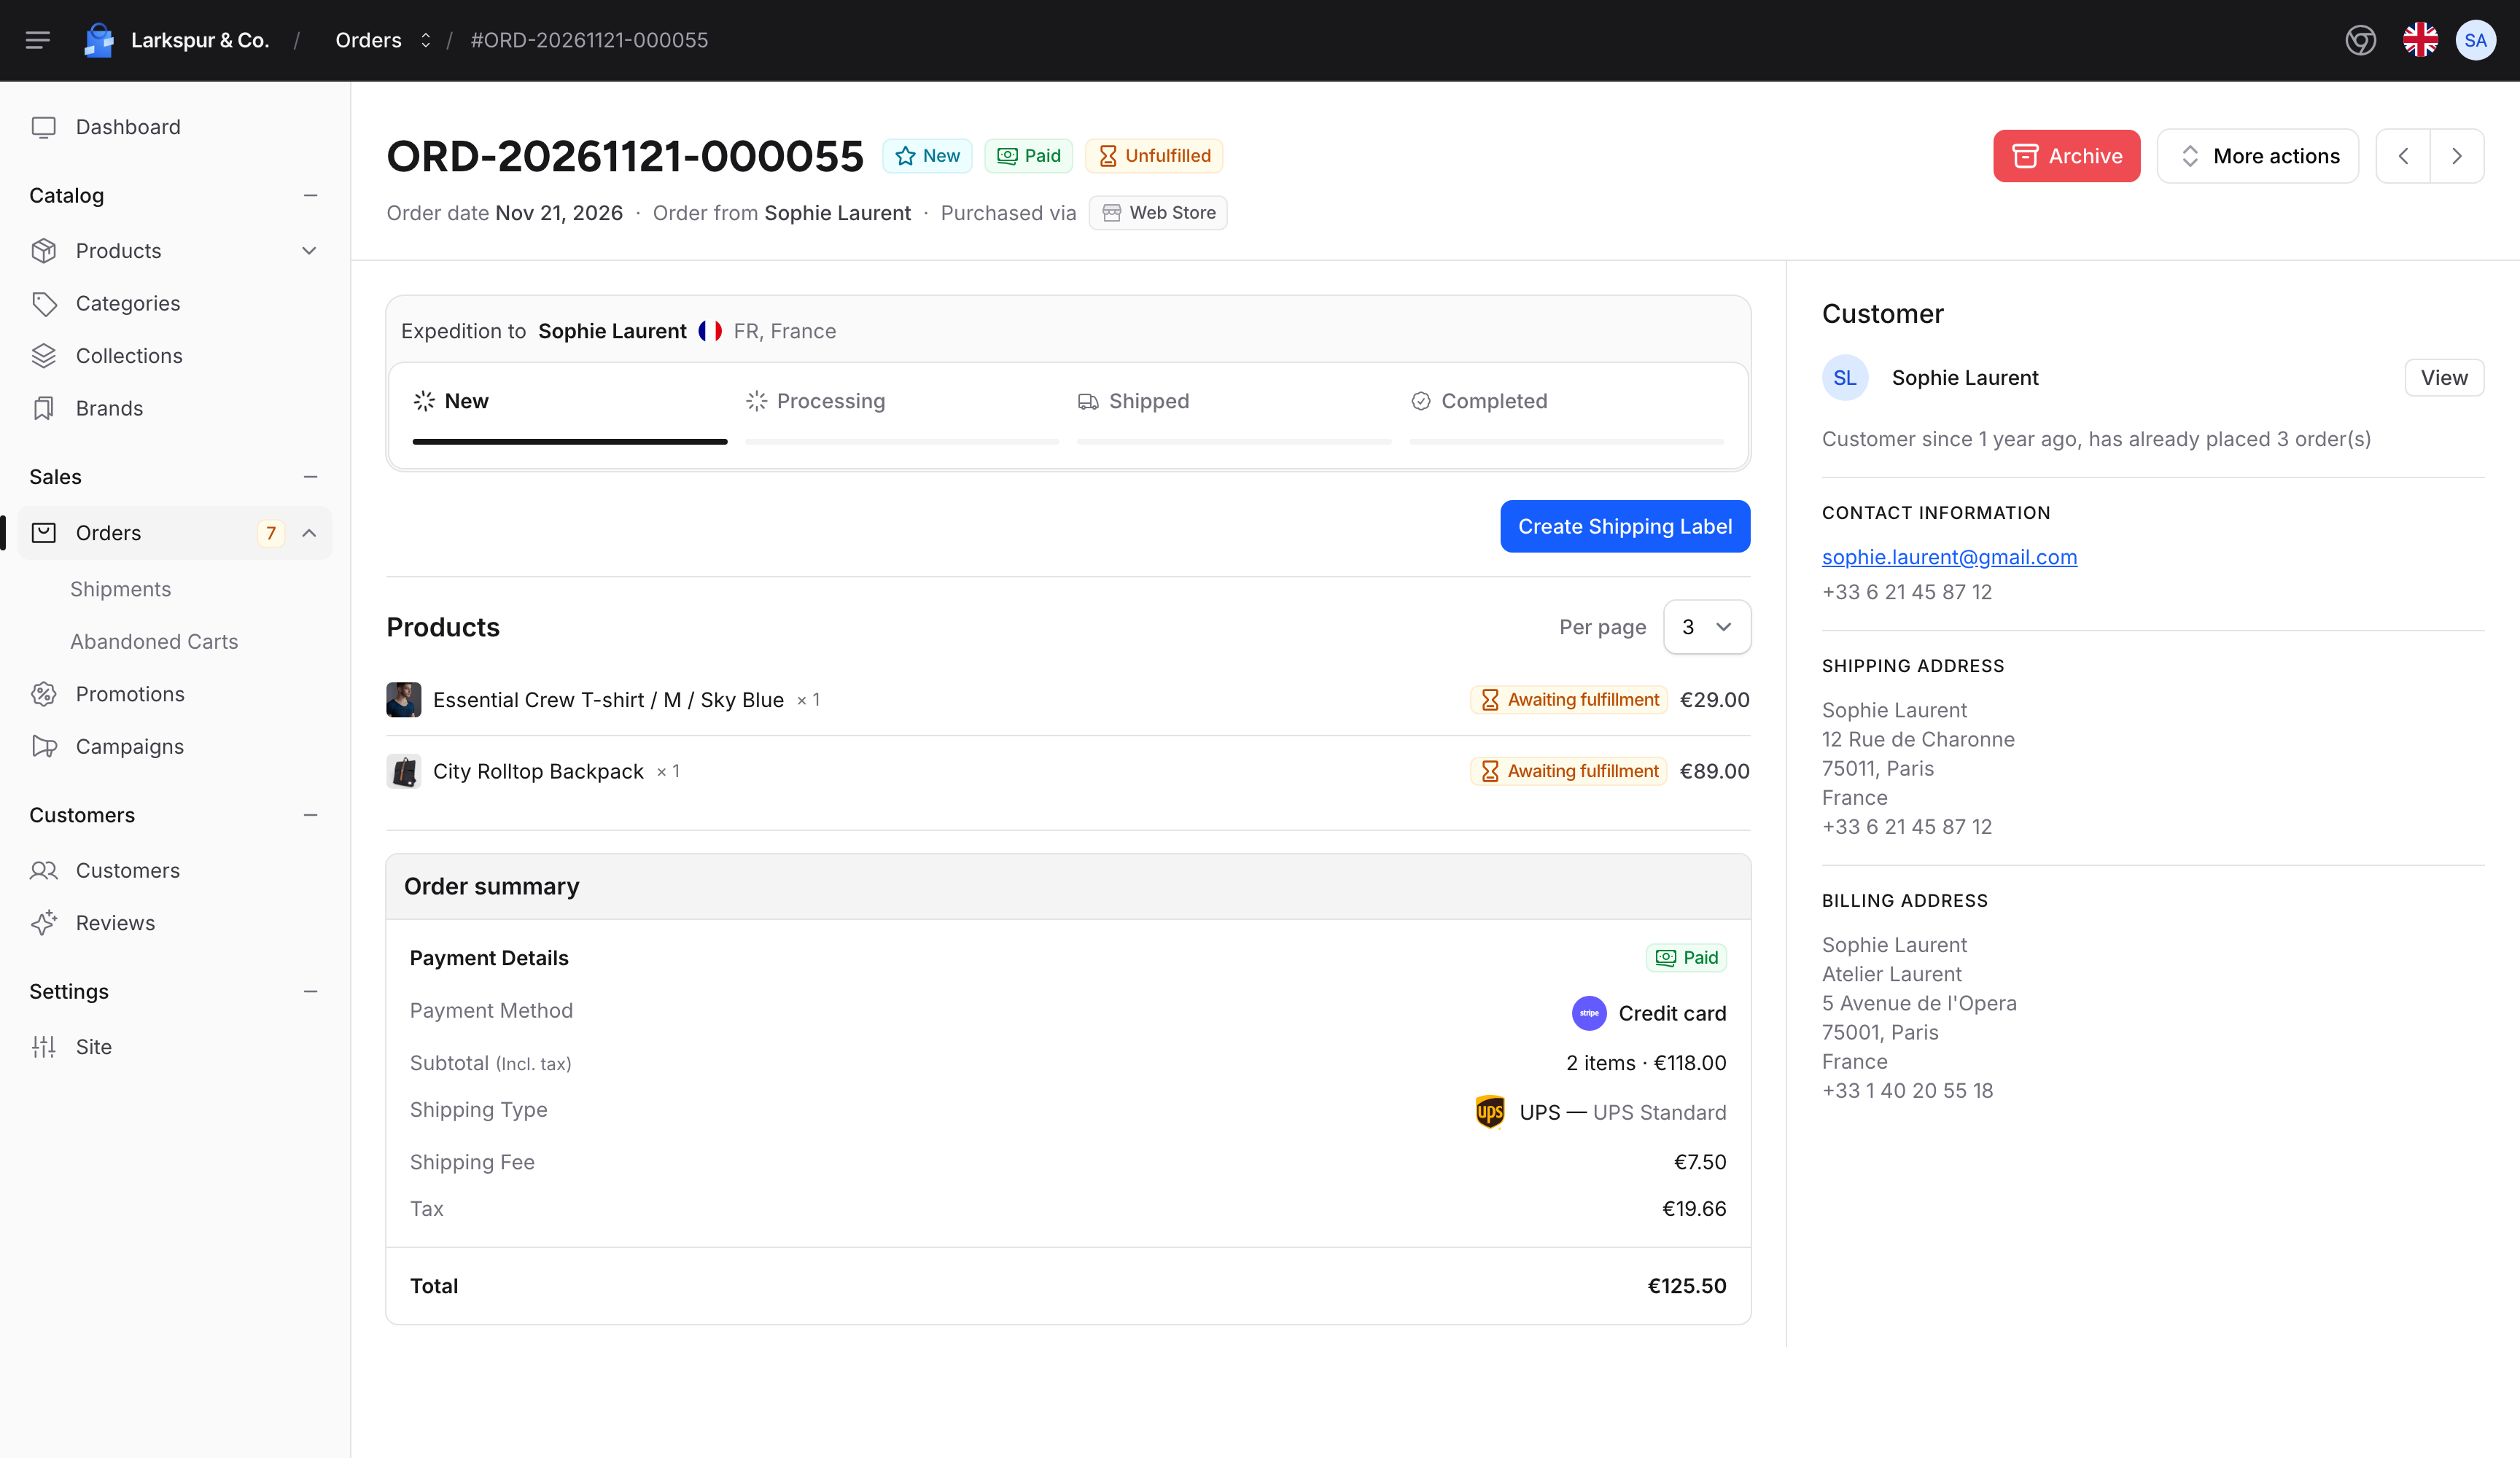 Larkspur & Co. / Orders / #ORD-20261121-000055
SA
Dashboard
Catalog
Products
Categories
Collections
Brands
Sales
Orders 7
Shipments
Abandoned Carts
Promotions
Campaigns
Customers
Customers
Reviews
Settings
Site
ORD-20261121-000055 New Paid Unfulfilled
Archive More actions
Order date Nov 21, 2026 · Order from Sophie Laurent · Purchased via Web Store
Expedition to Sophie Laurent FR, France
New Processing Shipped Completed
Create Shipping Label
Products
Per page 3
Essential Crew T-shirt / M / Sky Blue × 1 Awaiting fulfillment €29.00
City Rolltop Backpack × 1 Awaiting fulfillment €89.00
Order summary
Payment Details Paid
Payment Method stripe Credit card
Subtotal (Incl. tax) 2 items · €118.00
Shipping Type ups UPS — UPS Standard
Shipping Fee €7.50
Tax €19.66
Total €125.50
Customer
SL Sophie Laurent View
Customer since 1 year ago, has already placed 3 order(s)
CONTACT INFORMATION
sophie.laurent@gmail.com
+33 6 21 45 87 12
SHIPPING ADDRESS
Sophie Laurent
12 Rue de Charonne
75011, Paris
France
+33 6 21 45 87 12
BILLING ADDRESS
Sophie Laurent
Atelier Laurent
5 Avenue de l'Opera
75001, Paris
France
+33 1 40 20 55 18